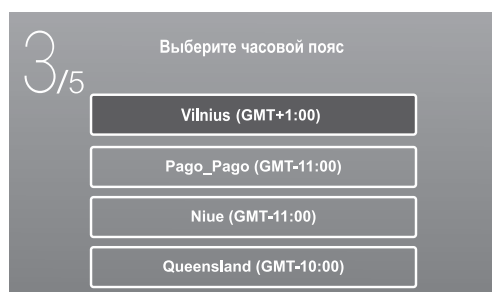 3/5
Выберите часовой пояс
Vilnius (GMT+1:00)
Pago_Pago (GMT-11:00)
Niue (GMT-11:00)
Queensland (GMT-10:00)